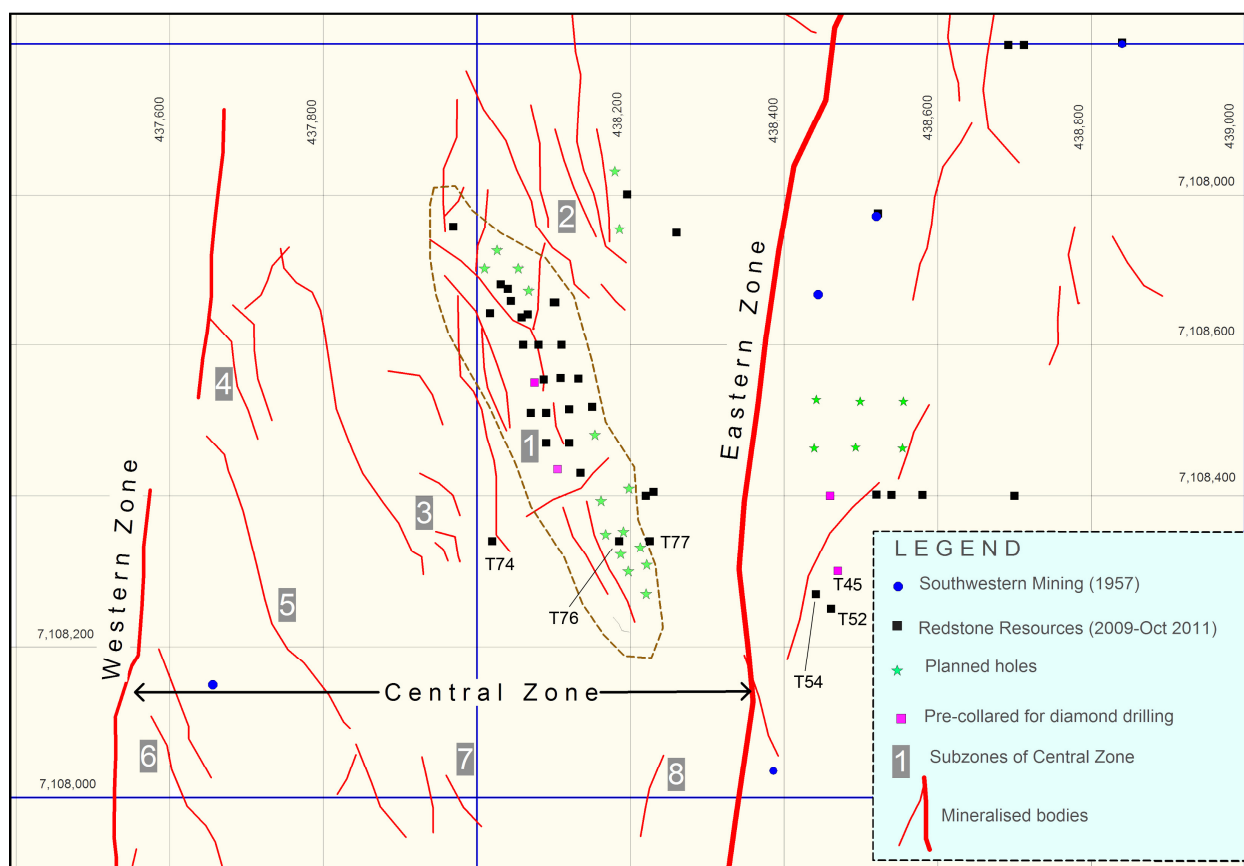 437,600
437,800
438,200
438,400
438,600
438,800
439,000
7,108,000
2
Eastern Zone
7,108,600
4
1
Western Zone
3
7,108,400
T74
T77
T76
T45
T52
T54
5
7,108,200
Central Zone
6
7
8
7,108,000
LEGEND
Southwestern Mining (1957)
Redstone Resources (2009-Oct 2011)
Planned holes
Pre-collared for diamond drilling
1 Subzones of Central Zone
Mineralised bodies